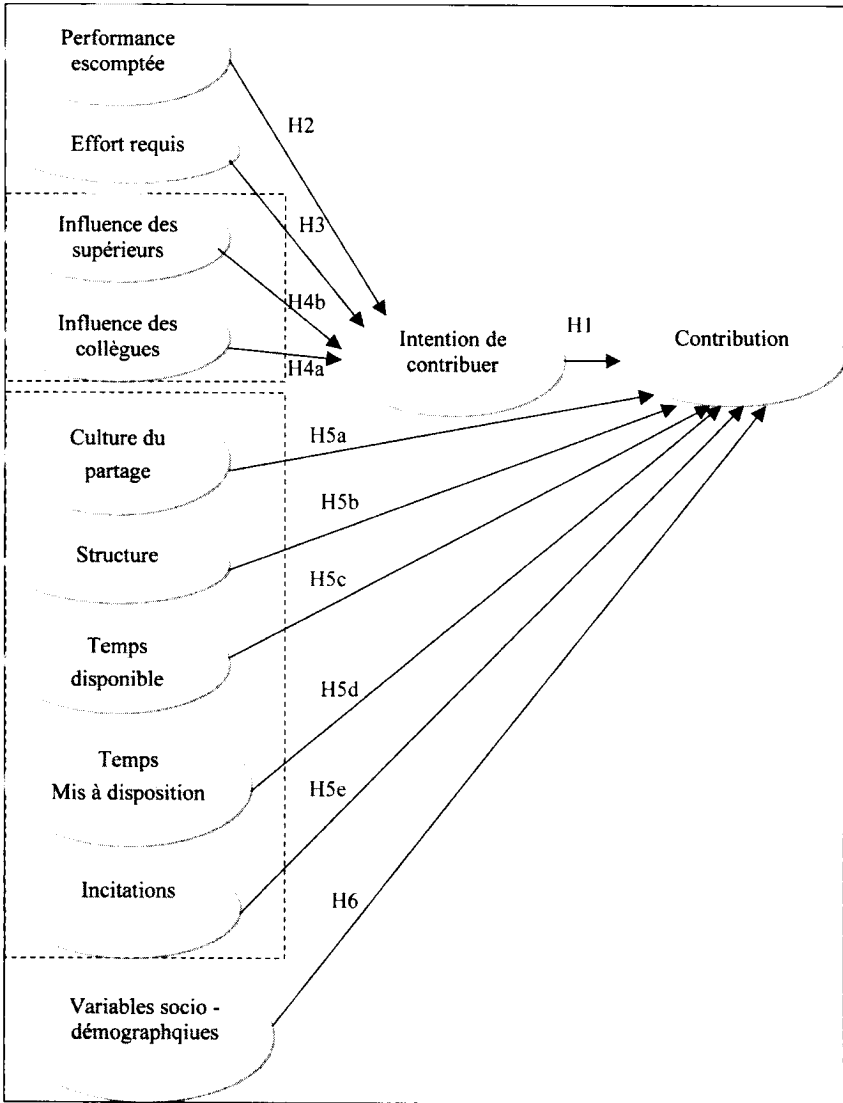 Performance
escomptée
H2
Effort requis
H3
Influence des
supérieurs
H4b
Influence des
collègues
H4a
Intention de
contribuer
H1
Contribution
Culture du
partage
H5a
H5b
Structure
H5c
Temps
disponible
H5d
Temps
Mis à disposition
H5e
Incitations
H6
Variables socio -
démographqiues